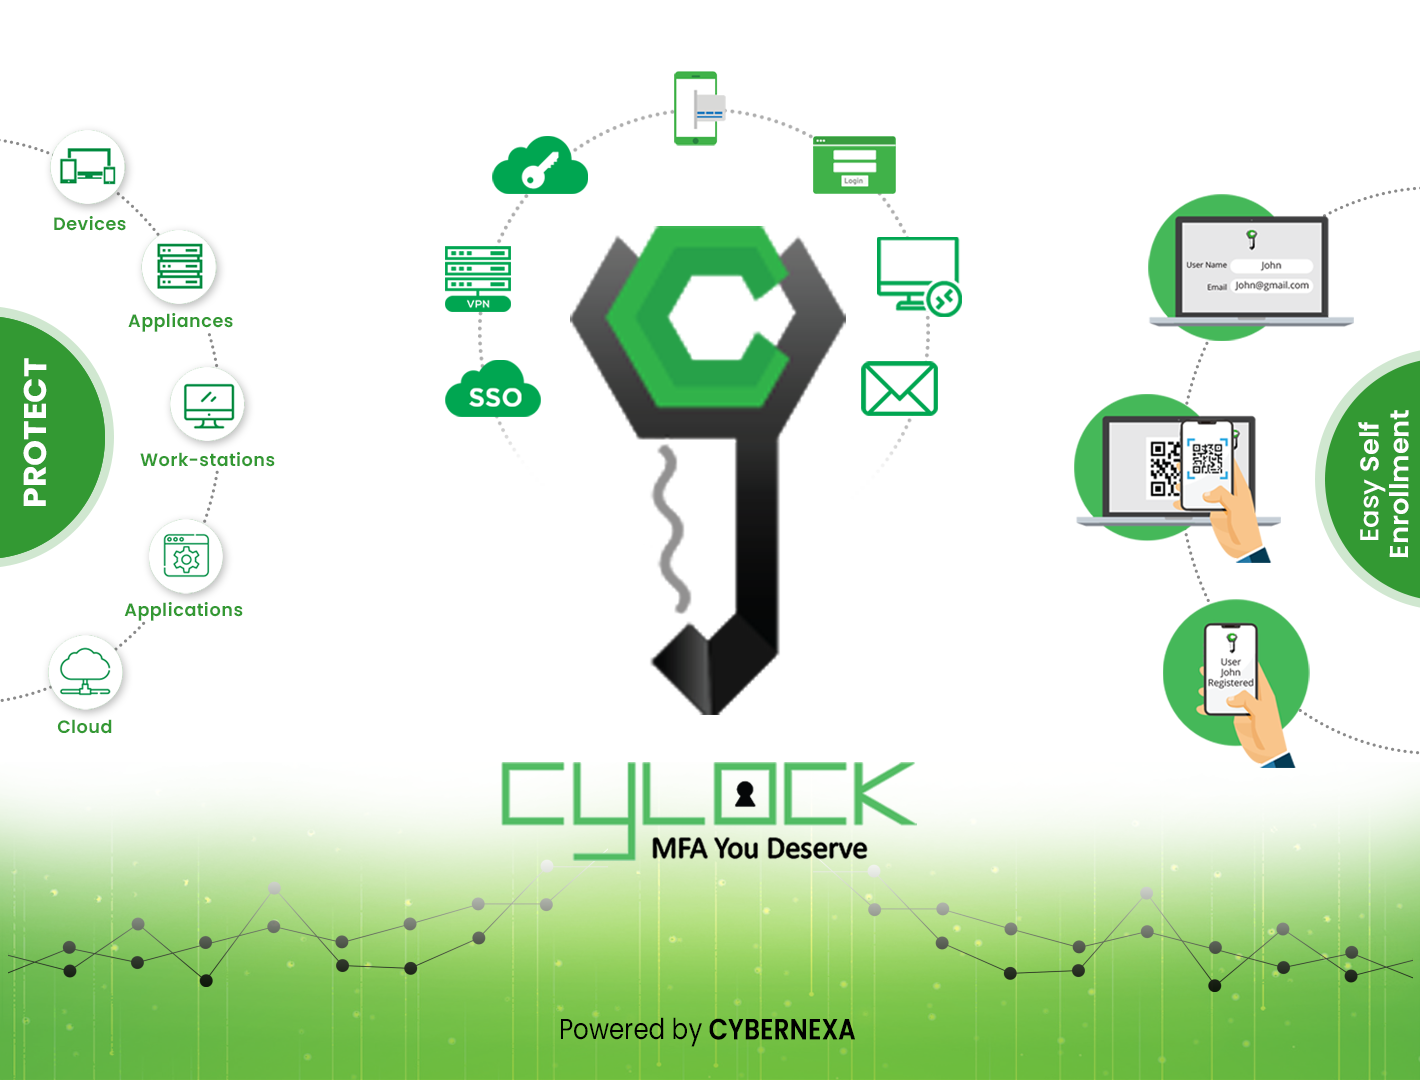 PROTECT
Devices
Appliances
Work-stations
Applications
Cloud
Login
VPN
SSO
User Name John
Email John@gmail.com
User
John
Registered
Easy Self
Enrollment
CYLOCK
MFA You Deserve
Powered by CYBERNEXA